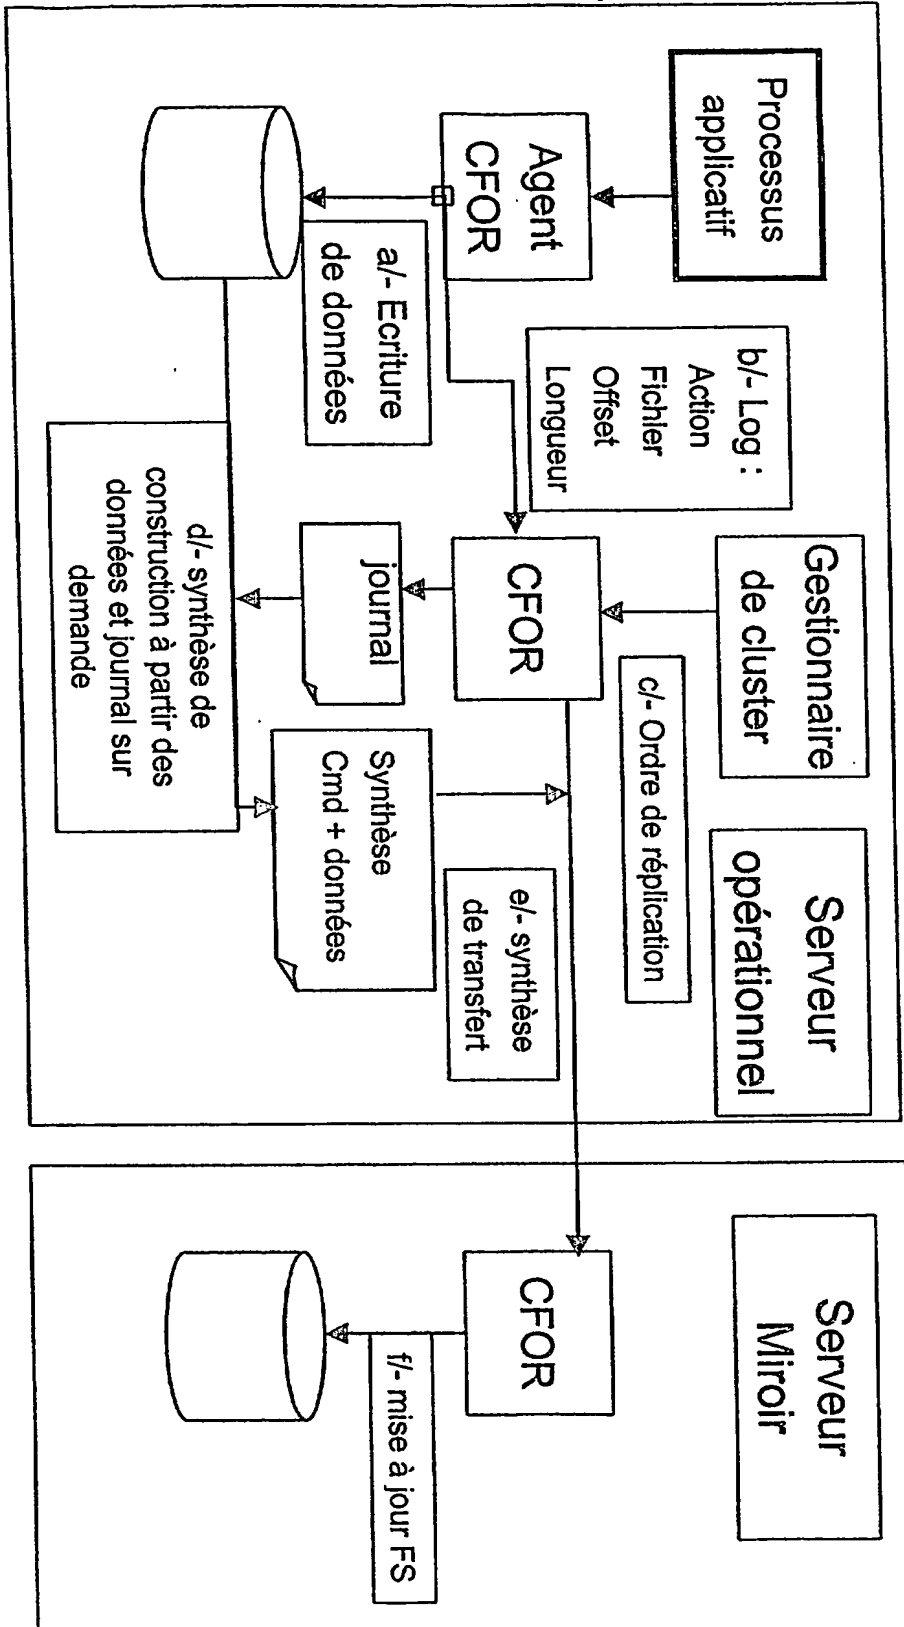 Processus
applicatif
Agent
CFOR
a/- Ecriture
de données
b/- Log :
Action
Fichler
Offset
Longueur
Gestionnaire
de cluster
CFOR
c/- Ordre de réplication
journal
d/- synthèse de
construction à partir des
données et journal sur
demande
Synthèse
Cmd + données
e/- synthèse
de transfert
Serveur
opérationnel
Serveur
Miroir
CFOR
f/- mise à jour FS